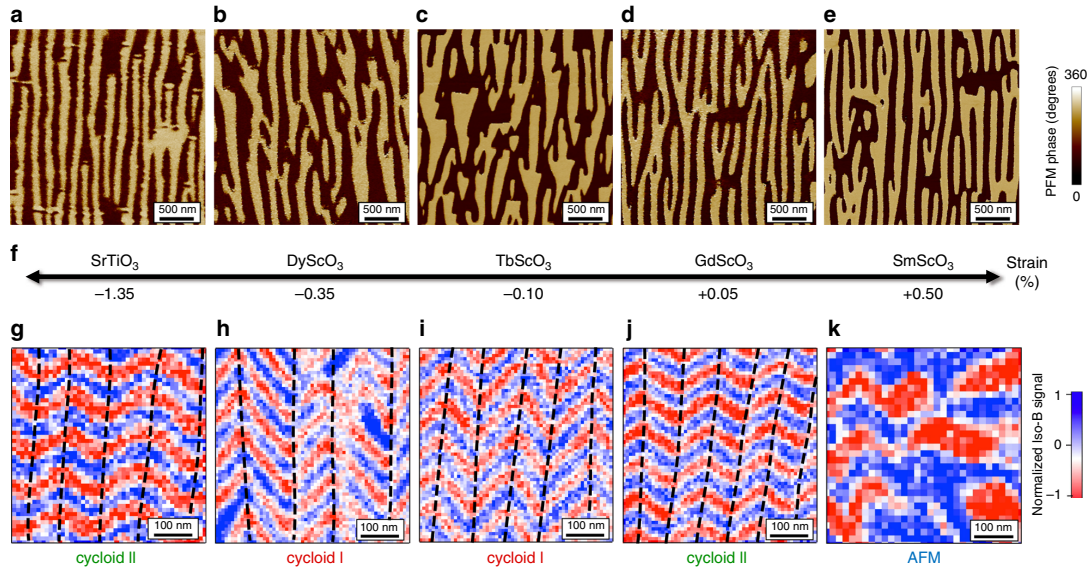 a b c d e
500 nm 500 nm 500 nm 500 nm 500 nm
360
PFM phase (degrees)
0
f
SrTiO3 DyScO3 TbScO3 GdScO3 SmScO3 Strain
(%)
−1.35 −0.35 −0.10 +0.05 +0.50
g h i j k
1
0
−1
Normalized Iso-B signal
100 nm 100 nm 100 nm 100 nm 100 nm
cycloid II cycloid I cycloid I cycloid II AFM